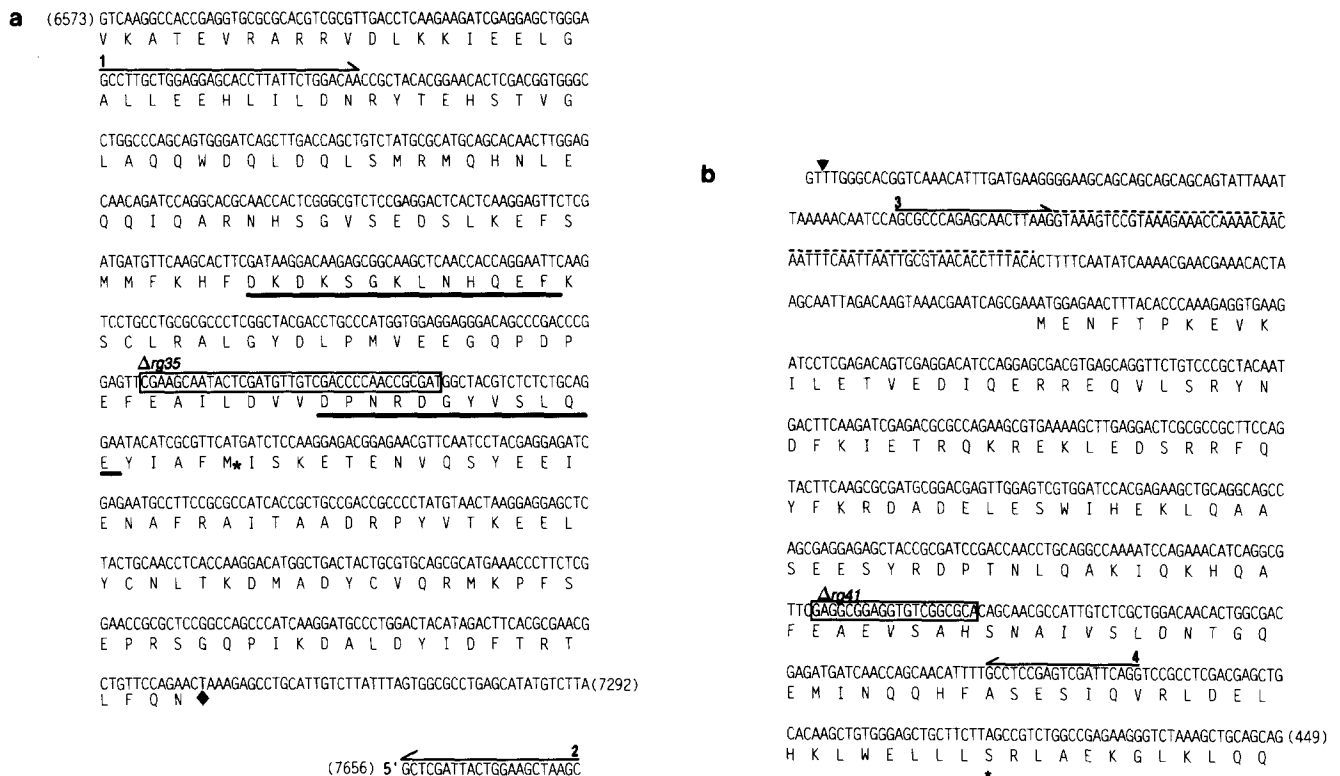 a
(6573) GTCAAGGCCACCGAGGTGCGCGCACGTCGCGTTGACCTCAAGAAGATCGAGGAGCTGGGA
V K A T E V R A R R V D L K K I E E L G
1
GCCTTGCTGGAGGAGCACCTTATTCTGGACAACCGCTACACGGAACACTCGACGGTGGGC
A L L E E H L I L D N R Y T E H S T V G
CTGGCCCAGCAGTGGGATCAGCTTGACCAGCTGTCTATGCGCATGCAGCACAACTTGGAG
L A Q Q W D Q L D Q L S M R M Q H N L E
CAACAGATCCAGGCACGCAACCACTCGGGCGTCTCCGAGGACTCACTCAAGGAGTTCTCG
Q Q I Q A R N H S G V S E D S L K E F S
ATGATGTTCAAGCACTTCGATAAGGACAAGAGCGGCAAGCTCAACCACCAGGAATTCAAG
M M F K H F D K D K S G K L N H Q E F K
TCCTGCCTGCGCGCCCTCGGCTACGACCTGCCCATGGTGGAGGAGGGACAGCCCGACCCG
S C L R A L G Y D L P M V E E G Q P D P
Δrg35
GAGTTCGAAGCAATACTCGATGTTGTCGACCCCAACCGCGATGGCTACGTCTCTCTGCAG
E F E A I L D V V D P N R D G Y V S L Q
GAATACATCGCGTTCATGATCTCCAAGGAGACGGAGAACGTTCAATCCTACGAGGAGATC
E Y I A F M * I S K E T E N V Q S Y E E I
GAGAATGCCTTCCGCGCCATCACCGCTGCCGACCGCCCCTATGTAACTAAGGAGGAGCTC
E N A F R A I T A A D R P Y V T K E E L
TACTGCAACCTCACCAAGGACATGGCTGACTACTGCGTGCAGCGCATGAAACCCTTCTCG
Y C N L T K D M A D Y C V Q R M K P F S
GAACCGCGCTCCGGCCAGCCCATCAAGGATGCCCTGGACTACATAGACTTCACGCGAACG
E P R S G Q P I K D A L D Y I D F T R T
CTGTTCCAGAACTAAAGAGCCTGCATTGTCTTATTTAGTGGCGCCTGAGCATATGTCTTA (7292)
L F Q N ◆
2
(7656) 5' GCTCGATTACTGGAAGCTAAGC
b
GTTTGGGCACGGTCAAACATTTGATGAAGGGGAAGCAGCAGCAGCAGCAGTATTAAAT
3
TAAAAACAATCCAGCGCCCAGAGCAACTTAAGGTAAAGTCCGTAAAGAAACCAAAACAAC
AATTTCAATTAATTGCGTAACACCTTTACACTTTTCAATATCAAAACGAACGAAACACTA
AGCAATTAGACAAGTAAACGAATCAGCGAAATGGAGAACTTTACACCCAAAGAGGTGAAG
M E N F T P K E V K
ATCCTCGAGACAGTCGAGGACATCCAGGAGCGACGTGAGCAGGTTCTGTCCCGCTACAAT
I L E T V E D I Q E R R E Q V L S R Y N
GACTTCAAGATCGAGACGCGCCAGAAGCGTGAAAAGCTTGAGGACTCGCGCCGCTTCCAG
D F K I E T R Q K R E K L E D S R R F Q
TACTTCAAGCGCGATGCGGACGAGTTGGAGTCGTGGATCCACGAGAAGCTGCAGGCAGCC
Y F K R D A D E L E S W I H E K L Q A A
AGCGAGGAGAGCTACCGCGATCCGACCAACCTGCAGGCCAAAATCCAGAAACATCAGGCG
S E E S Y R D P T N L Q A K I Q K H Q A
Δrg41
TTCGAGGCGGAGGTGTCGGCGCACAGCAACGCCATTGTCTCGCTGGACAACACTGGCGAC
F E A E V S A H S N A I V S L D N T G Q
4
GAGATGATCAACCAGCAACATTTTGCCTCCGAGTCGATTCAGGTCCGCCTCGACGAGCTG
E M I N Q Q H F A S E S I Q V R L D E L
CACAAGCTGTGGGAGCTGCTTCTTAGCCGTCTGGCCGAGAAGGGTCTAAAGCTGCAGCAG (449)
H K L W E L L L S R L A E K G L K L Q Q
*